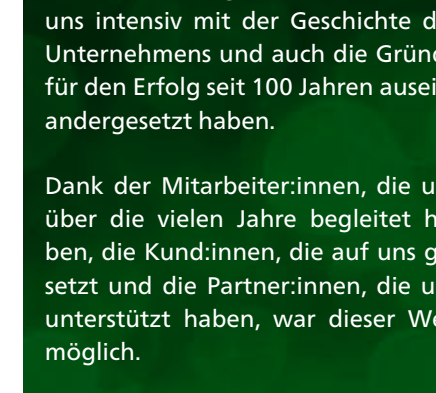 uns intensiv mit der Geschichte d
Unternehmens und auch die Grün
für den Erfolg seit 100 Jahren ausei
andergesetzt haben.
Dank der Mitarbeiter:innen, die u
über die vielen Jahre begleitet h
ben, die Kund:innen, die auf uns g
setzt und die Partner:innen, die u
unterstützt haben, war dieser We
möglich.